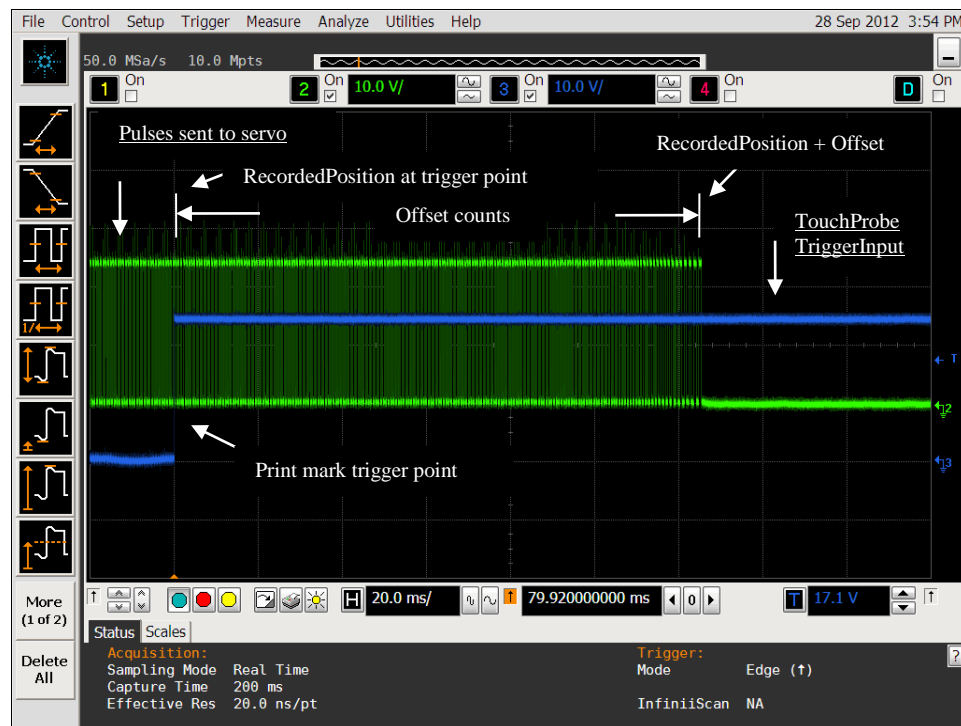 File Control Setup Trigger Measure Analyze Utilities Help 28 Sep 2012 3:54 PM
50.0 MSa/s 10.0 Mpts
1 On 2 On 10.0 V/ 3 On 10.0 V/ 4 On D On
Pulses sent to servo
RecordedPosition + Offset
RecordedPosition at trigger point
Offset counts
TouchProbe
TriggerInput
1/
T
2
3
Print mark trigger point
More
(1 of 2)
Delete
All
H 20.0 ms/ 79.920000000 ms 0 T 17.1 V
Status Scales
Acquisition:
Sampling Mode Real Time
Capture Time 200 ms
Effective Res 20.0 ns/pt
Trigger:
Mode Edge (↑)
InfiniiScan NA
?